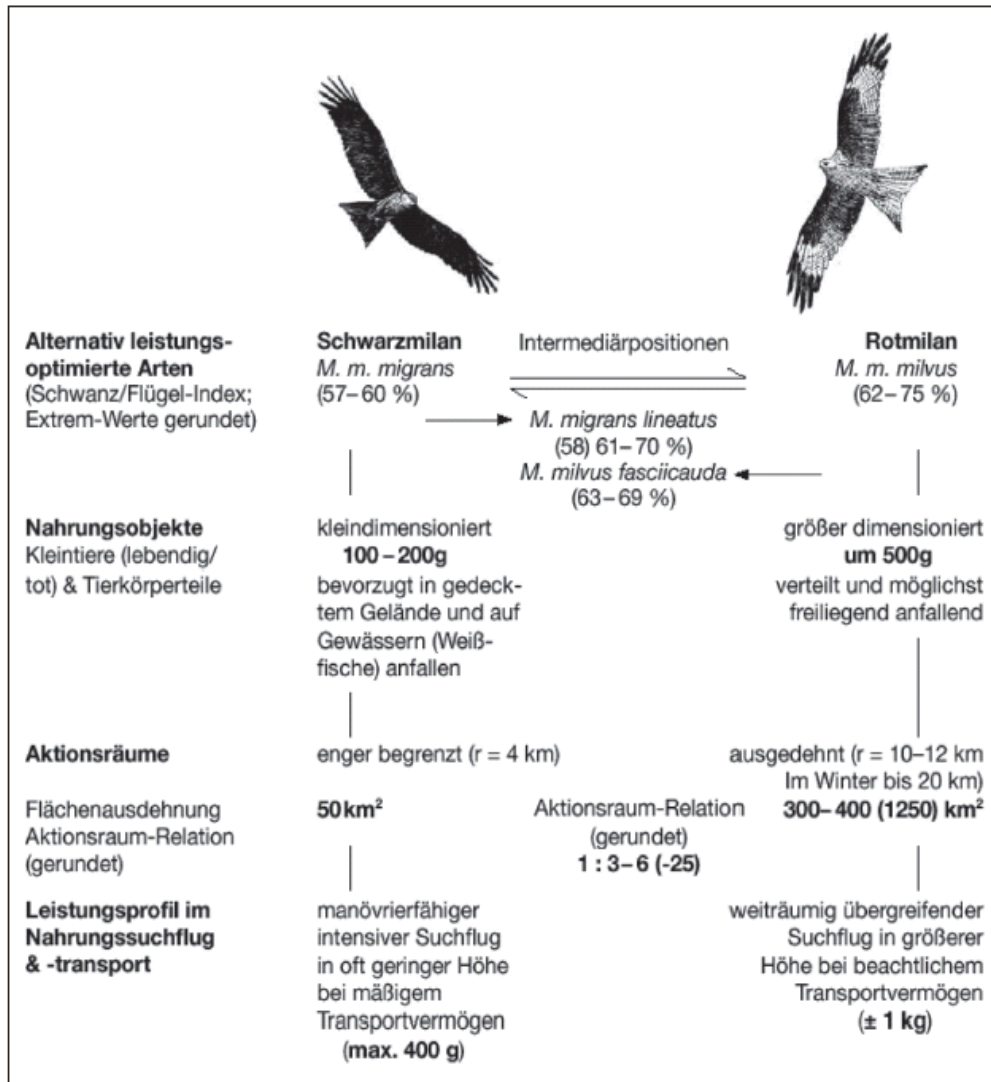 Alternativ leistungs-
optimierte Arten
(Schwanz/Flügel-Index;
Extrem-Werte gerundet)
Schwarzmilan
M. m. migrans
(57–60 %)
Intermediärpositionen
Rotmilan
M. m. milvus
(62–75 %)
M. migrans lineatus
(58) 61–70 %)
M. milvus fasciicauda
(63–69 %)
Nahrungsobjekte
Kleintiere (lebendig/
tot) & Tierkörperteile
kleindimensioniert
100–200g
bevorzugt in gedeck-
tem Gelände und auf
Gewässern (Weiß-
fische) anfallen
größer dimensioniert
um 500g
verteilt und möglichst
freiliegend anfallend
Aktionsräume
enger begrenzt (r = 4 km)
ausgedehnt (r = 10–12 km
Im Winter bis 20 km)
Flächenausdehnung
Aktionsraum-Relation
(gerundet)
50 km²
Aktionsraum-Relation
(gerundet)
1 : 3–6 (-25)
300–400 (1250) km²
Leistungsprofil im
Nahrungssuchflug
& -transport
manövrierfähiger
intensiver Suchflug
in oft geringer Höhe
bei mäßigem
Transportvermögen
(max. 400 g)
weiträumig übergreifender
Suchflug in größerer
Höhe bei beachtlichem
Transportvermögen
(± 1 kg)